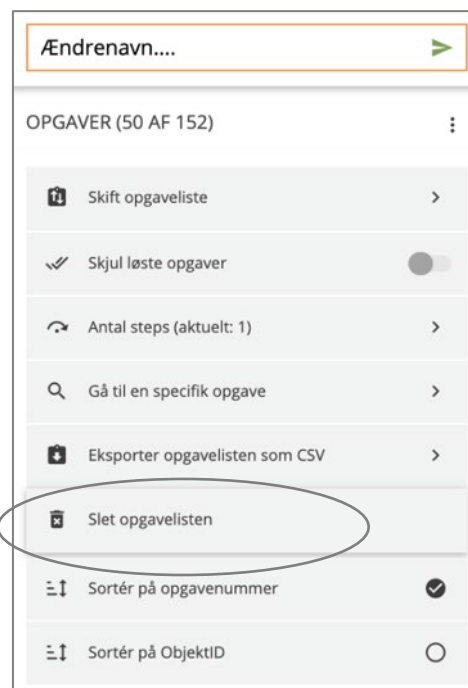 Ændrenavn....
OPGAVER (50 AF 152)
Skift opgaveliste
Skjul løste opgaver
Antal steps (aktuelt: 1)
Gå til en specifik opgave
Eksporter opgavelisten som CSV
Slet opgavelisten
Sortér på opgavenummer
Sortér på ObjektID